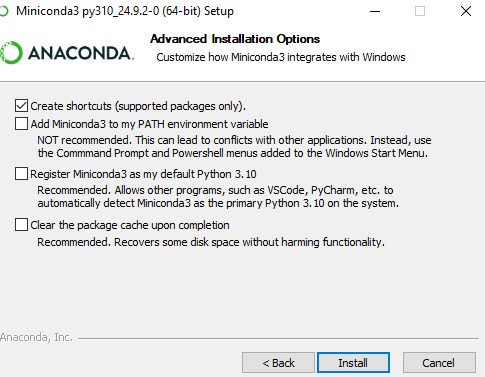 Miniconda3 py310_24.9.2-0 (64-bit) Setup
ANACONDA.
Advanced Installation Options
Customize how Miniconda3 integrates with Windows
Create shortcuts (supported packages only).
Add Miniconda3 to my PATH environment variable
NOT recommended. This can lead to conflicts with other applications. Instead, use
the Commmand Prompt and Powershell menus added to the Windows Start Menu.
Register Miniconda3 as my default Python 3.10
Recommended. Allows other programs, such as VSCode, PyCharm, etc. to
automatically detect Miniconda3 as the primary Python 3.10 on the system.
Clear the package cache upon completion
Recommended. Recovers some disk space without harming functionality.
Anaconda, Inc.
< Back
Install
Cancel